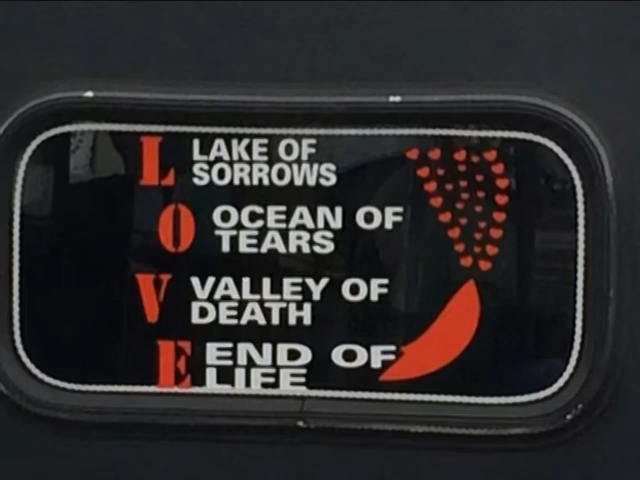 L LAKE OF
SORROWS
O OCEAN OF
TEARS
V VALLEY OF
DEATH
E END OF
LIFE